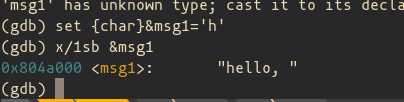 'msg1' has unknown type; cast it to its decla
(gdb) set {char}&msg1='h'
(gdb) x/1sb &msg1
0x804a000 <msg1>:       "hello, "
(gdb)